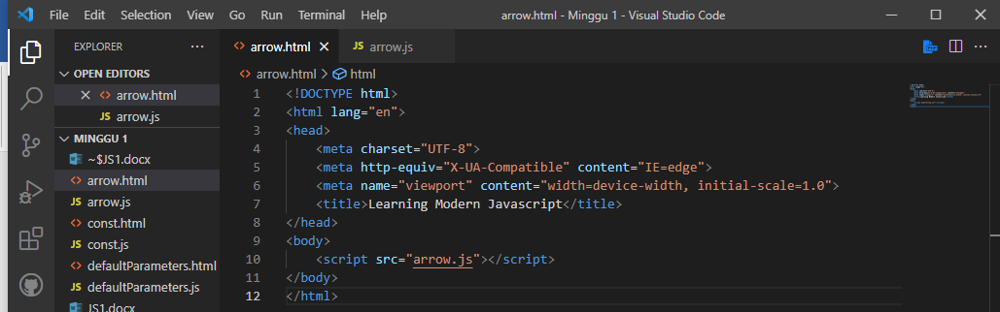 File Edit Selection View Go Run Terminal Help arrow.html - Minggu 1 - Visual Studio Code
EXPLORER ···
OPEN EDITORS
arrow.html
JS arrow.js
MINGGU 1
~$JS1.docx
arrow.html
JS arrow.js
const.html
JS const.js
defaultParameters.html
JS defaultParameters.js
JS1.docx
arrow.html JS arrow.js
arrow.html > html
1 <!DOCTYPE html>
2 <html lang="en">
3 <head>
4 <meta charset="UTF-8">
5 <meta http-equiv="X-UA-Compatible" content="IE=edge">
6 <meta name="viewport" content="width=device-width, initial-scale=1.0">
7 <title>Learning Modern Javascript</title>
8 </head>
9 <body>
10 <script src="arrow.js"></script>
11 </body>
12 </html>